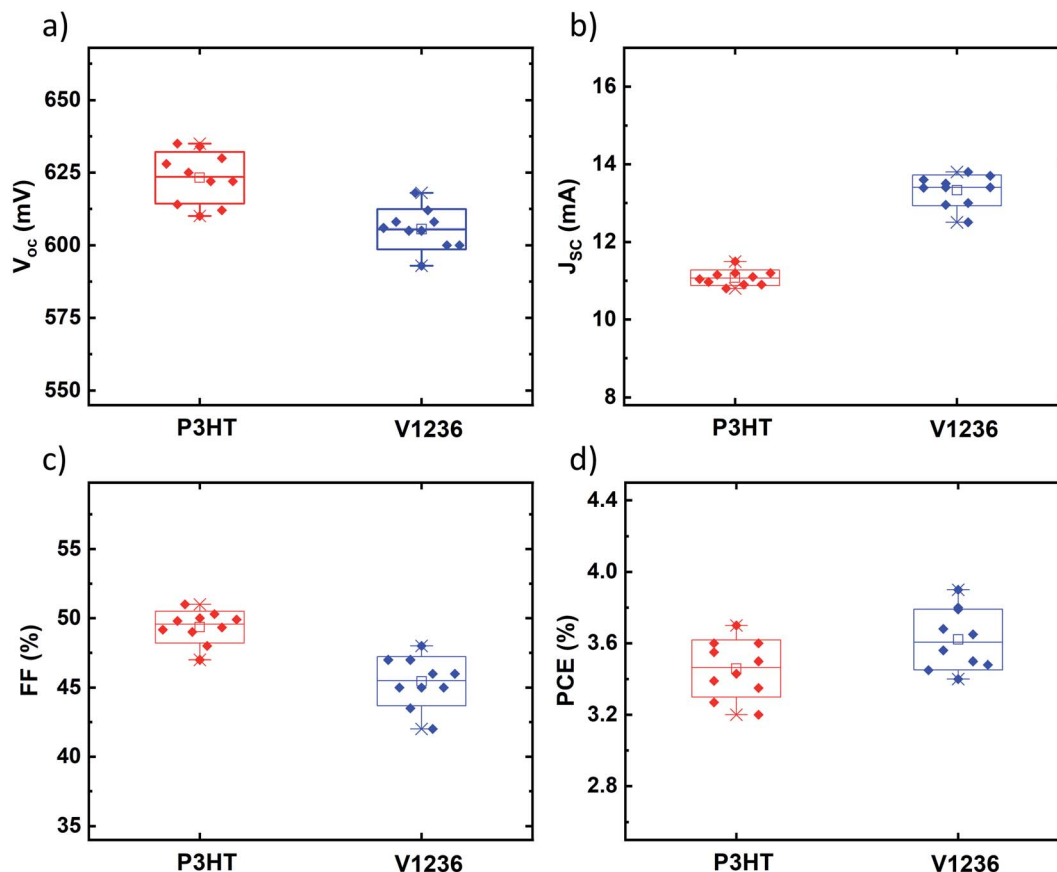 a)
V_oc (mV)
650
625
600
575
550
P3HT V1236
b)
J_SC (mA)
16
14
12
10
8
P3HT V1236
c)
FF (%)
55
50
45
40
35
P3HT V1236
d)
PCE (%)
4.4
4.0
3.6
3.2
2.8
P3HT V1236